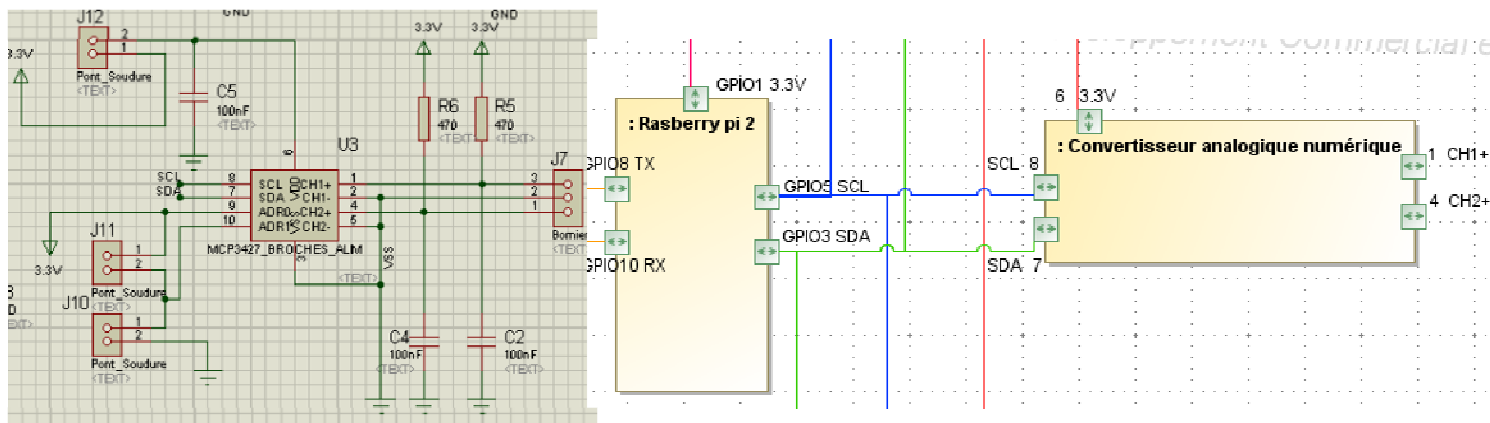 GND
J12
2
1
3.3V
Pont_Soudure
<TEXT>
C5
100nF
<TEXT>
3.3V
3.3V
GND
R6
470
<TEXT>
R5
470
<TEXT>
U3
6
SCL
SDA
8
7
9
10
SCL
SDA
ADR0
ADR1
VDD
VSS
CH1+
CH1-
CH2+
CH2-
1
2
4
5
3
MCP3427_BROCHES_ALIM
<TEXT>
VSS
J7
3
2
1
Bornier
3.3V
J11
1
2
Pont_Soudure
<TEXT>
J10
1
2
Pont_Soudure
<TEXT>
C4
100nF
<TEXT>
C2
100nF
<TEXT>
GPIO1 3.3V
: Rasberry pi 2
GPIO8 TX
GPIO10 RX
GPIO5 SCL
GPIO3 SDA
6 3.3V
: Convertisseur analogique numérique
SCL 8
SDA 7
1 CH1+
4 CH2+